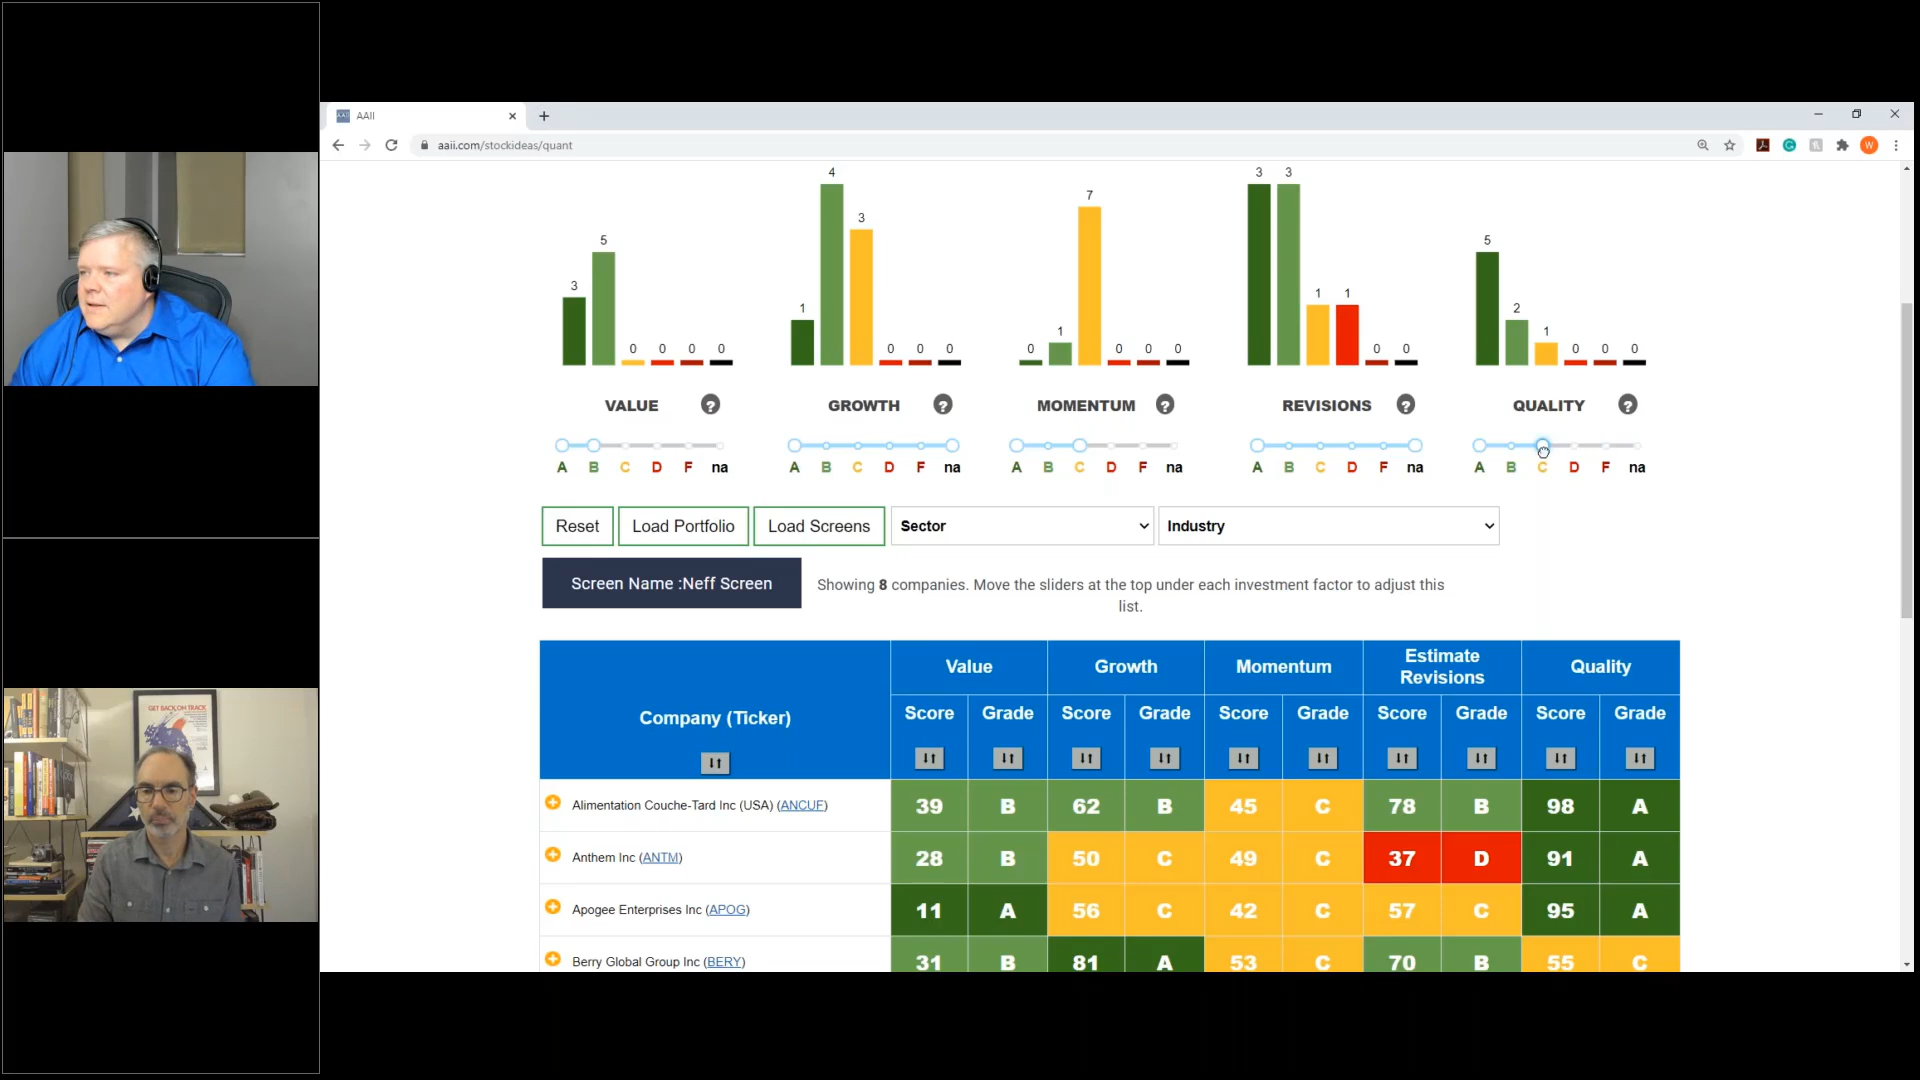 AAII
aaii.com/stockideas/quant
W
3 5 0 0 0 0
1 4 3 0 0 0
0 1 7 0 0 0
3 3 1 1 0 0
5 2 1 0 0 0
VALUE ? GROWTH ? MOMENTUM ? REVISIONS ? QUALITY ?
A B C D F na A B C D F na A B C D F na A B C D F na A B C D F na
Reset Load Portfolio Load Screens Sector Industry
Screen Name :Neff Screen
Showing 8 companies. Move the sliders at the top under each investment factor to adjust this
list.
Company (Ticker) Value Growth Momentum Estimate Revisions Quality
Score Grade Score Grade Score Grade Score Grade Score Grade
Alimentation Couche-Tard Inc (USA) (ANCUF) 39 B 62 B 45 C 78 B 98 A
Anthem Inc (ANTM) 28 B 50 C 49 C 37 D 91 A
Apogee Enterprises Inc (APOG) 11 A 56 C 42 C 57 C 95 A
Berry Global Group Inc (BERY) 31 B 81 A 53 C 70 B 55 C
GET BACK ON TRACK